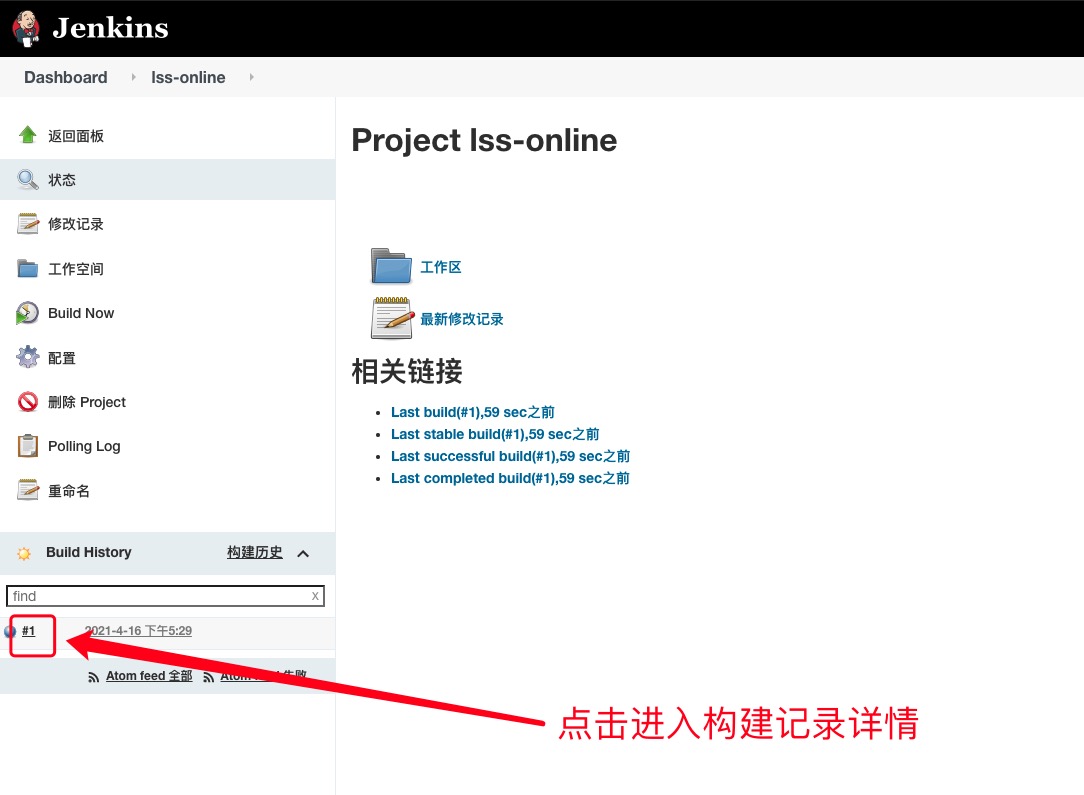 Jenkins
Dashboard
lss-online
返回面板
状态
修改记录
工作空间
Build Now
配置
删除 Project
Polling Log
重命名
Build History
构建历史
find
x
#1
2021-4-16 下午5:29
Atom feed 全部
Atom feed 失败
Project lss-online
工作区
最新修改记录
相关链接
Last build(#1),59 sec之前
Last stable build(#1),59 sec之前
Last successful build(#1),59 sec之前
Last completed build(#1),59 sec之前
点击进入构建记录详情